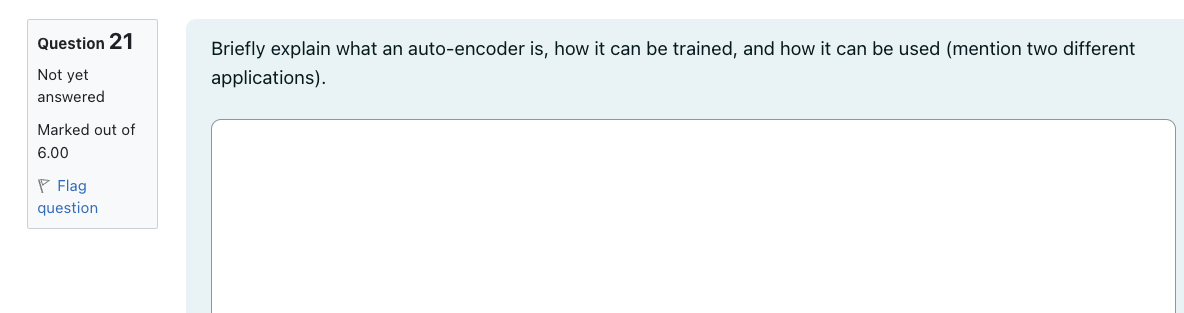 Question 21
Not yet
answered
Marked out of
6.00
Flag
question
Briefly explain what an auto-encoder is, how it can be trained, and how it can be used (mention two different
applications).